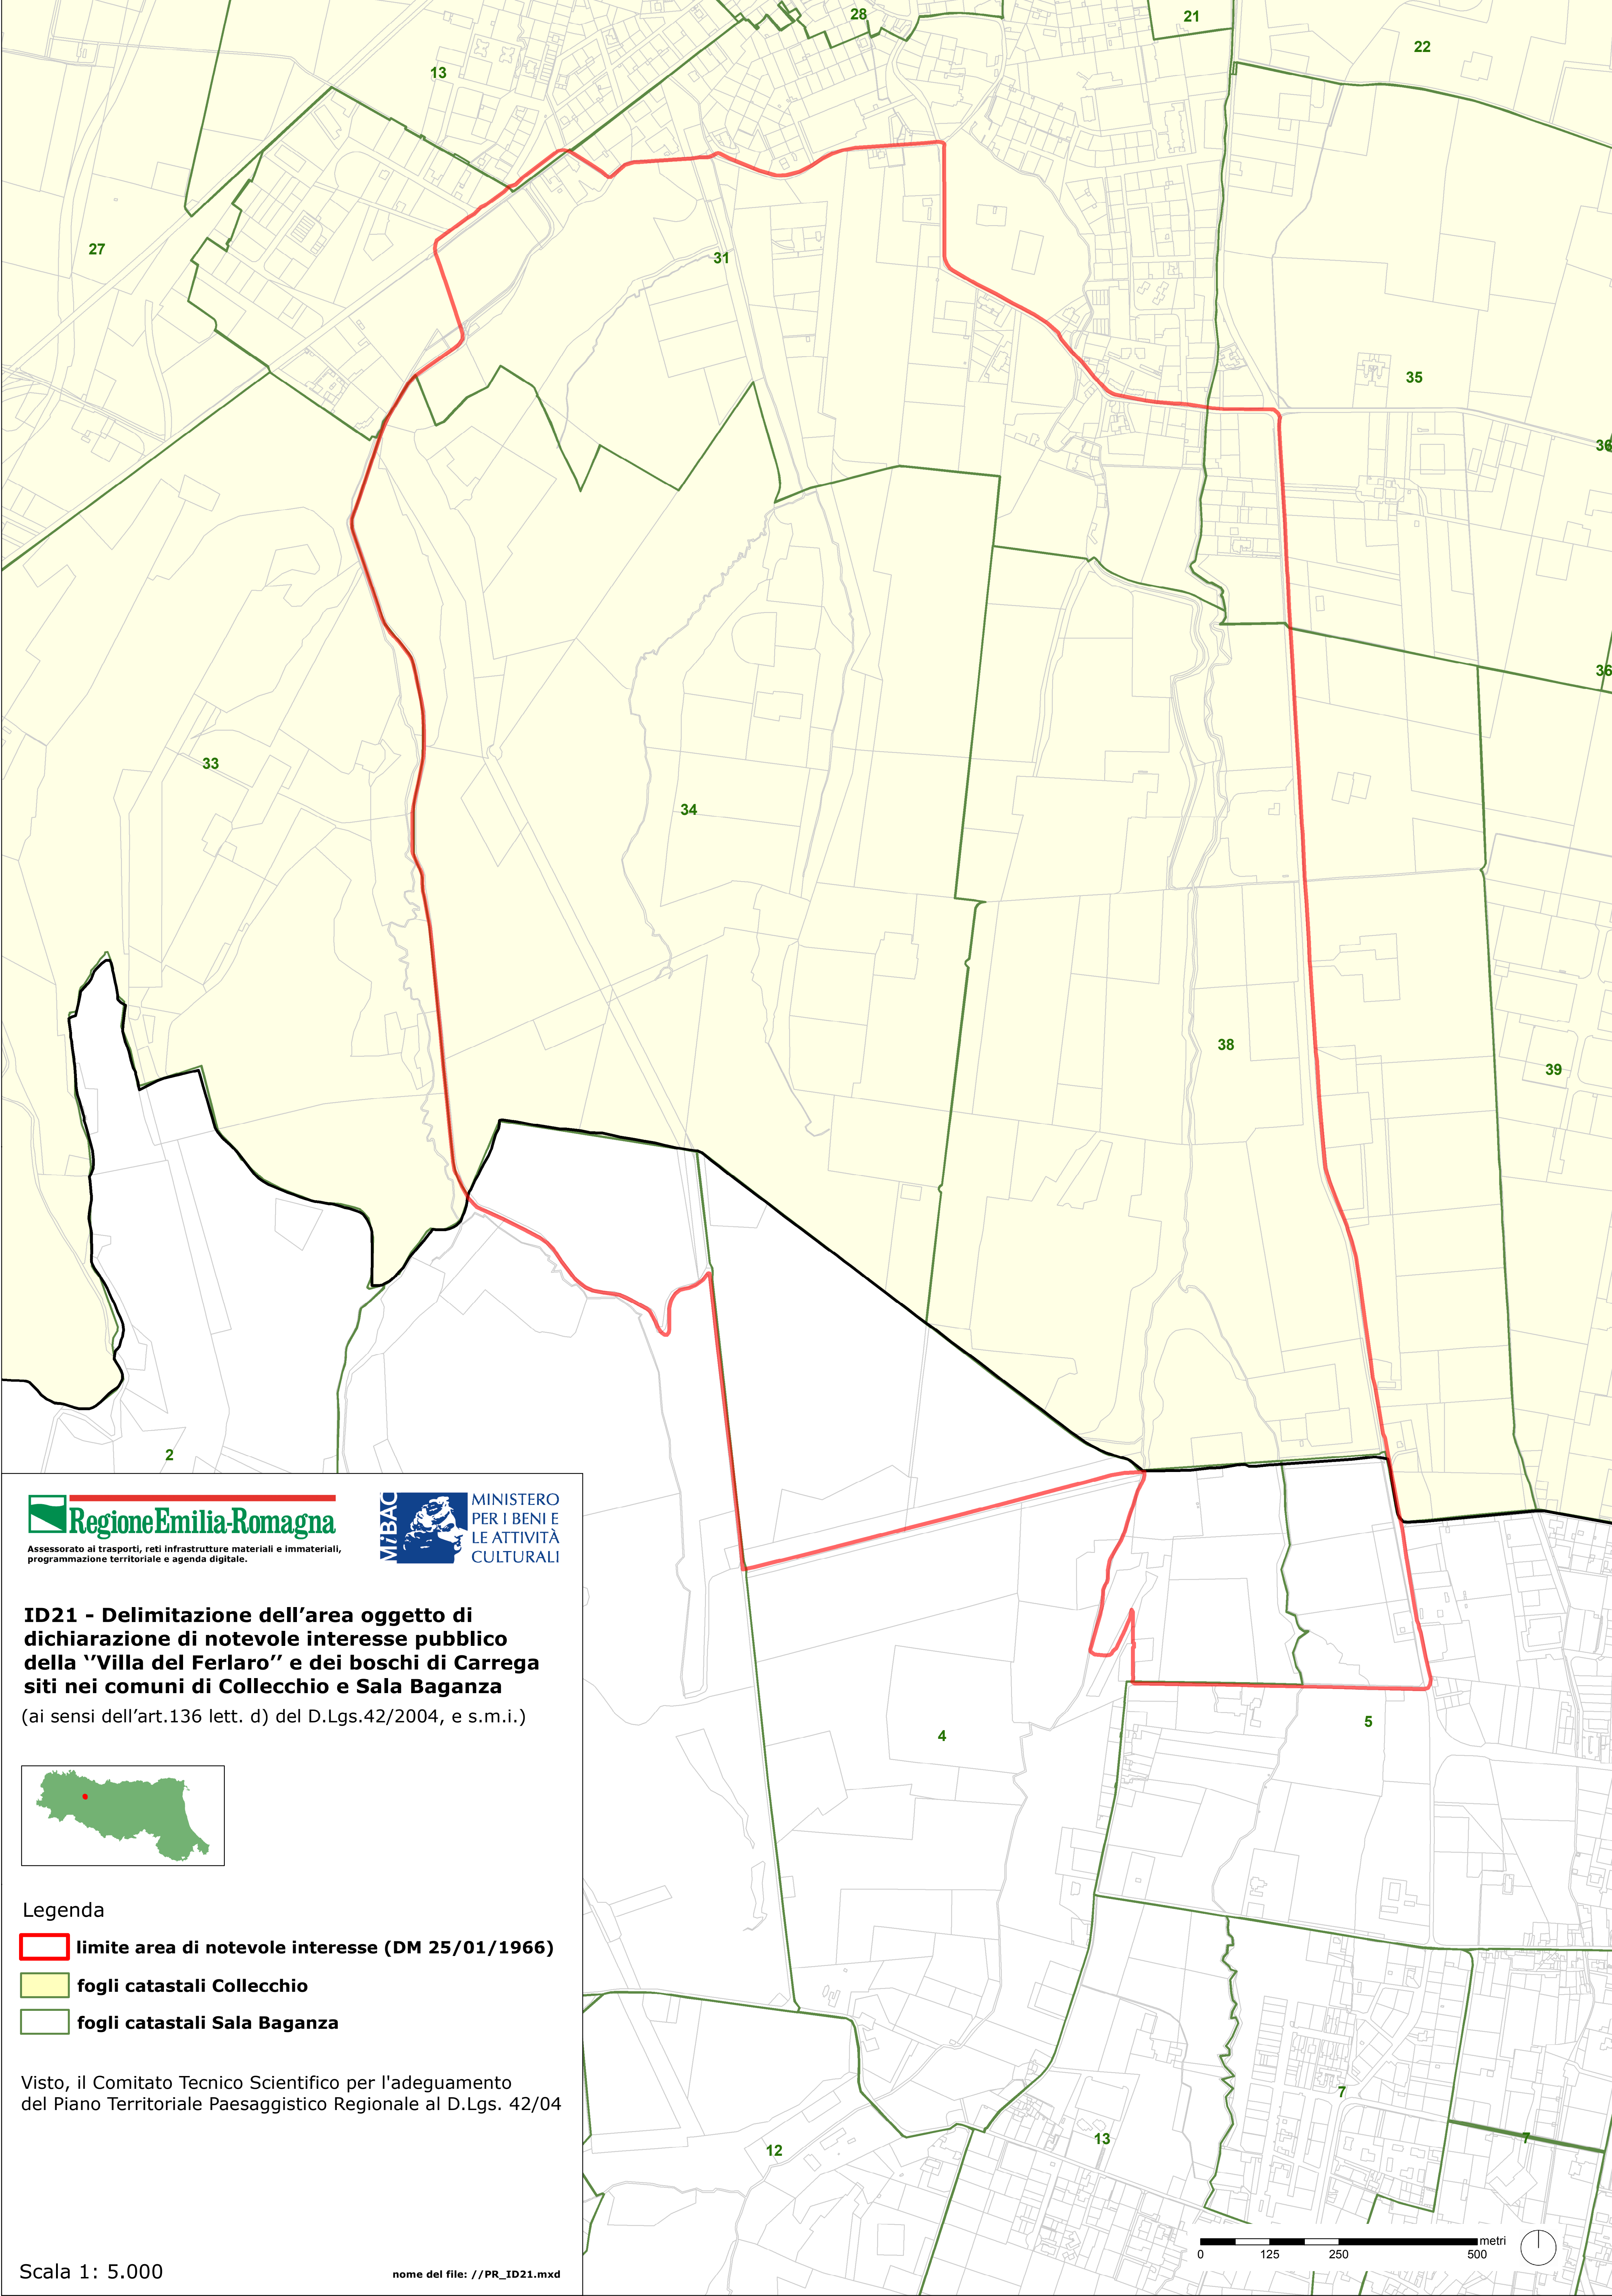 28
21
22
13
27
31
35
36
36
33
34
38
39
2
4
5
7
7
12
13
RegioneEmilia-Romagna
Assessorato ai trasporti, reti infrastrutture materiali e immateriali,
programmazione territoriale e agenda digitale.
MiBAC
MINISTERO
PER I BENI E
LE ATTIVITÀ
CULTURALI
ID21 - Delimitazione dell’area oggetto di
dichiarazione di notevole interesse pubblico
della ‘’Villa del Ferlaro’’ e dei boschi di Carrega
siti nei comuni di Collecchio e Sala Baganza
(ai sensi dell’art.136 lett. d) del D.Lgs.42/2004, e s.m.i.)
Legenda
limite area di notevole interesse (DM 25/01/1966)
fogli catastali Collecchio
fogli catastali Sala Baganza
Visto, il Comitato Tecnico Scientifico per l'adeguamento
del Piano Territoriale Paesaggistico Regionale al D.Lgs. 42/04
Scala 1: 5.000
nome del file: //PR_ID21.mxd
metri
0 125 250 500